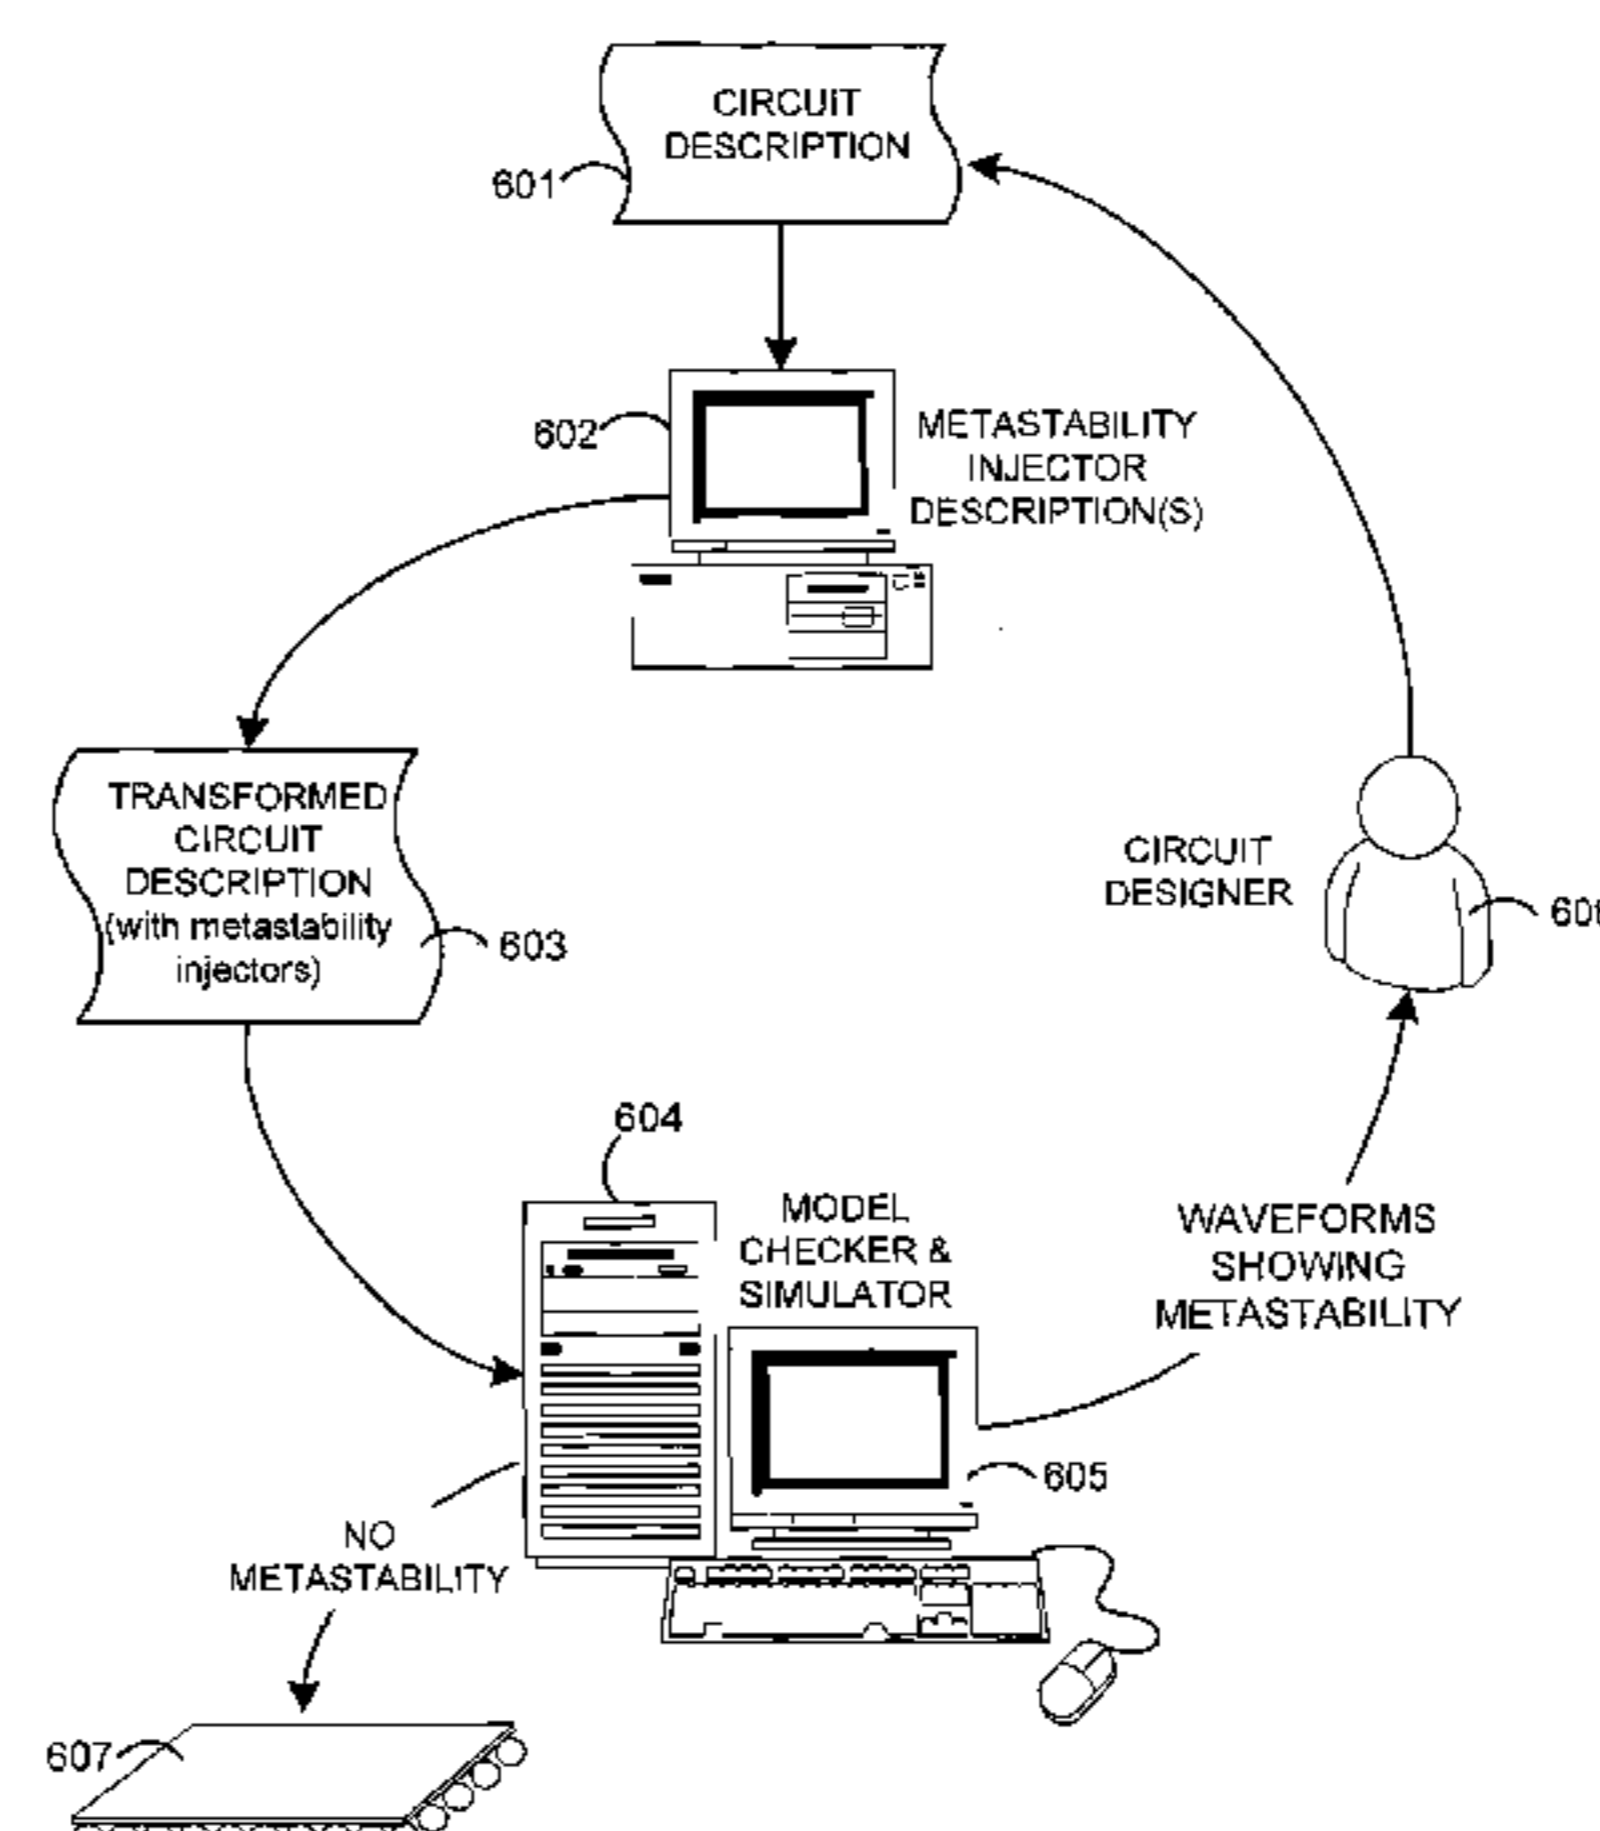 CIRCUIT
DESCRIPTION
601
602
METASTABILITY
INJECTOR
DESCRIPTION(S)
TRANSFORMED
CIRCUIT
DESCRIPTION
(with metastability
injectors)
603
CIRCUIT
DESIGNER
604
MODEL
CHECKER &
SIMULATOR
WAVEFORMS
SHOWING
METASTABILITY
605
NO
METASTABILITY
607